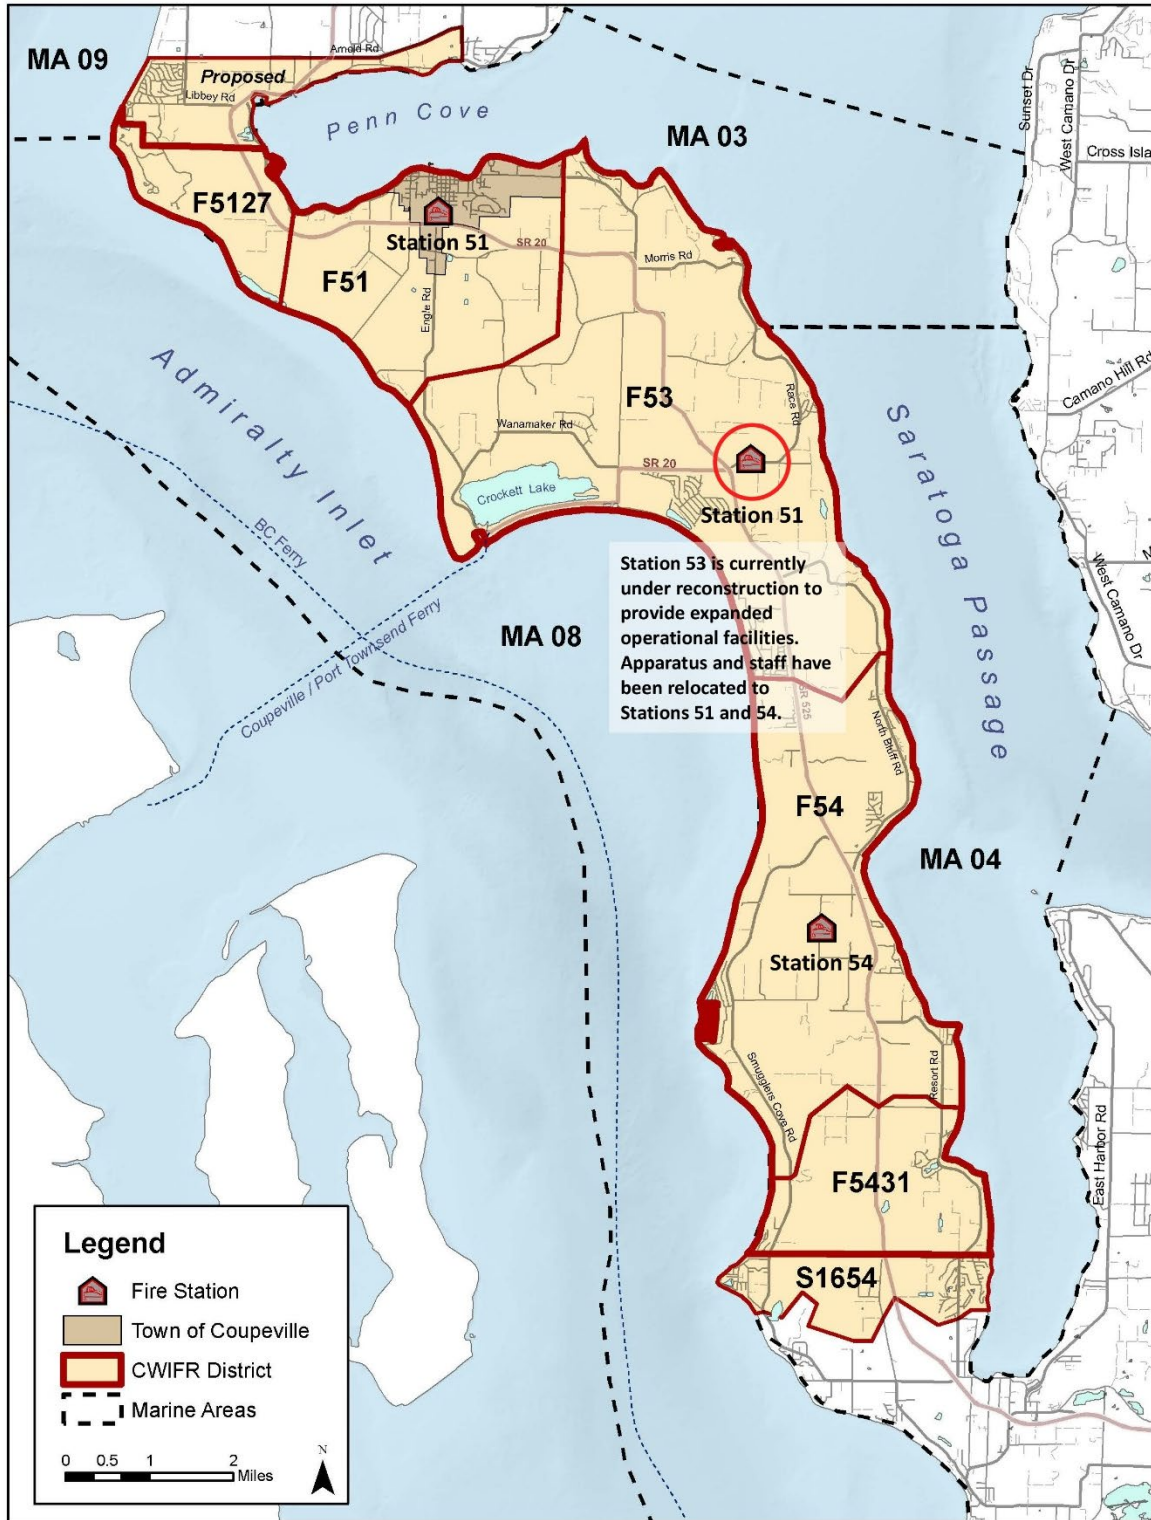 MA 09
Arnold Rd
Proposed
Libbey Rd
Penn Cove
MA 03
Sunset Dr
West Camano Dr
Cross Isla
F5127
Station 51
SR 20
Morris Rd
F51
Engle Rd
Admiralty Inlet
F53
Race Rd
Camano Hill Rd
Saratoga Passage
Wanamaker Rd
SR 20
Crockett Lake
Station 51
BC Ferry
Station 53 is currently
under reconstruction to
provide expanded
operational facilities.
Apparatus and staff have
been relocated to
Stations 51 and 54.
West Camano Dr
M
MA 08
Coupeville / Port Townsend Ferry
SR 525
North Bluff Rd
F54
MA 04
Station 54
Smugglers Cove Rd
Resort Rd
East Harbor Rd
F5431
S1654
Legend
Fire Station
Town of Coupeville
CWIFR District
Marine Areas
0 0.5 1 2
Miles
N